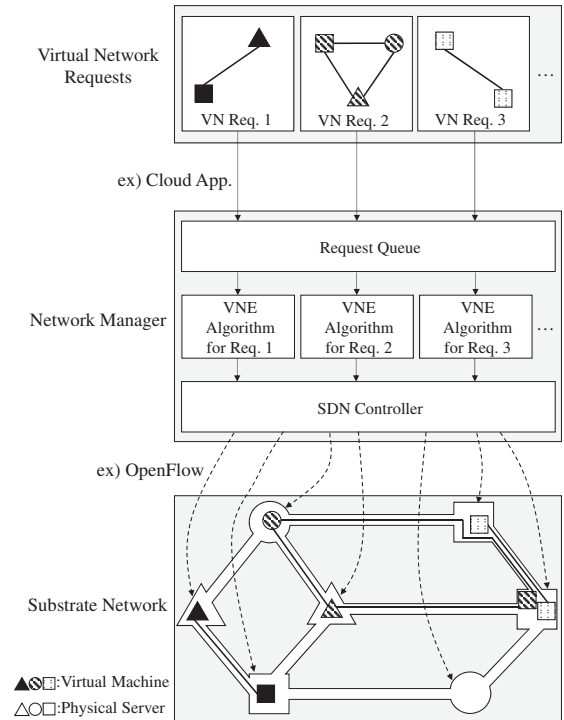 Virtual Network
Requests
VN Req. 1
VN Req. 2
VN Req. 3
...
ex) Cloud App.
Request Queue
Network Manager
VNE
Algorithm
for Req. 1
VNE
Algorithm
for Req. 2
VNE
Algorithm
for Req. 3
...
SDN Controller
ex) OpenFlow
Substrate Network
:Virtual Machine
:Physical Server